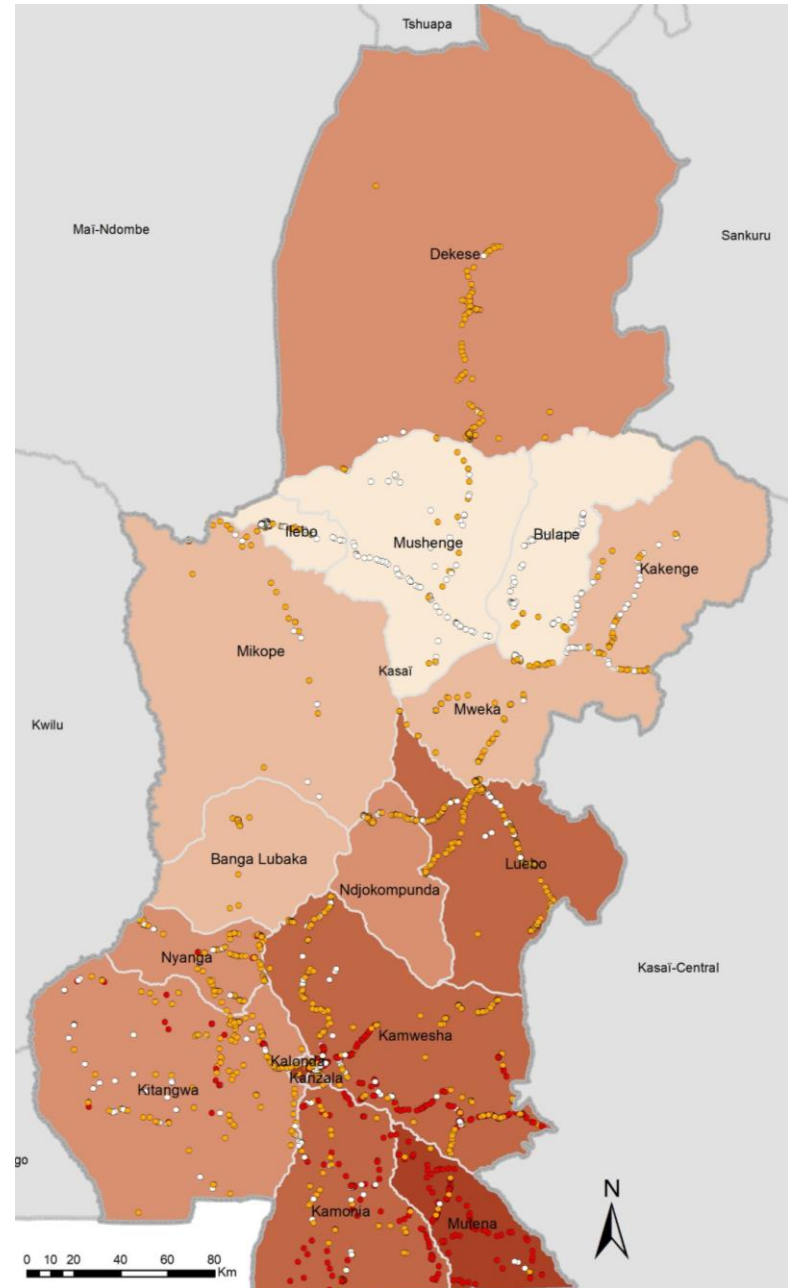 Tshuapa
Maï-Ndombe
Sankuru
Dekese
Ilebo
Mushenge
Bulape
Kakenge
Mikope
Kasaï
Mweka
Kwilu
Banga Lubaka
Luebo
Ndjokompunda
Nyanga
Kasaï-Central
Kamwesha
Kalonda
Kanzala
Kitangwa
go
Kamonia
Mutena
N
0 10 20 40 60 80
Km